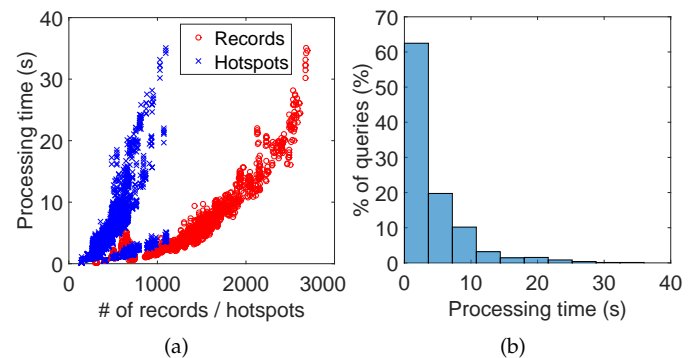 Processing time (s)
40
30
20
10
0
0
1000
2000
3000
# of records / hotspots
Records
Hotspots
(a)
% of queries (%)
70
60
50
40
30
20
10
0
0
10
20
30
40
Processing time (s)
(b)